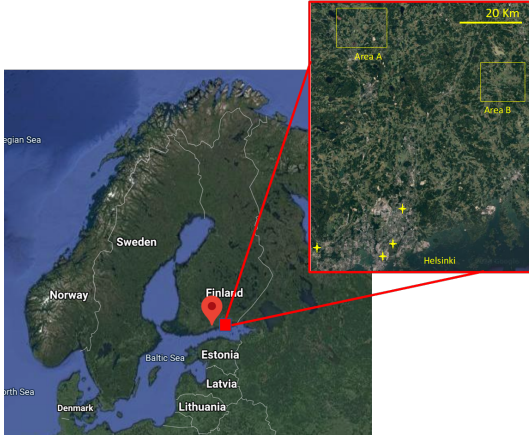 20 Km
Area A
Area B
Helsinki
egian Sea
Sweden
Norway
Finland
Baltic Sea
Estonia
orth Sea
Latvia
Denmark
Lithuania